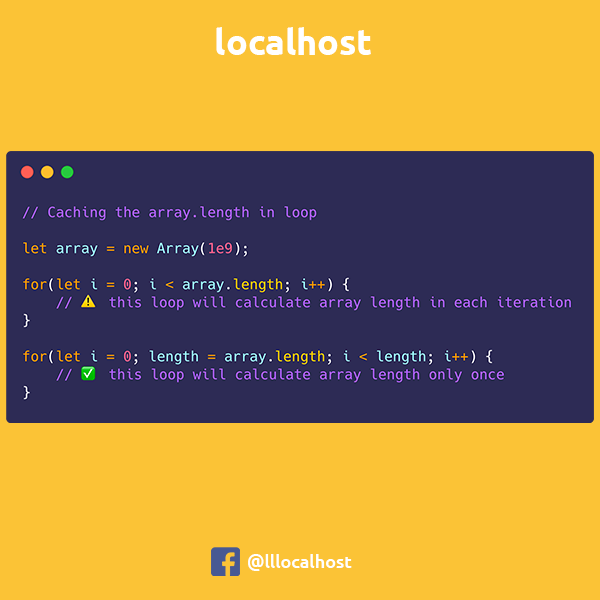 localhost
// Caching the array.length in loop
let array = new Array(1e9);
for(let i = 0; i < array.length; i++) {
// ⚠️ this loop will calculate array length in each iteration
}
for(let i = 0; length = array.length; i < length; i++) {
// ✅ this loop will calculate array length only once
}
@lllocalhost